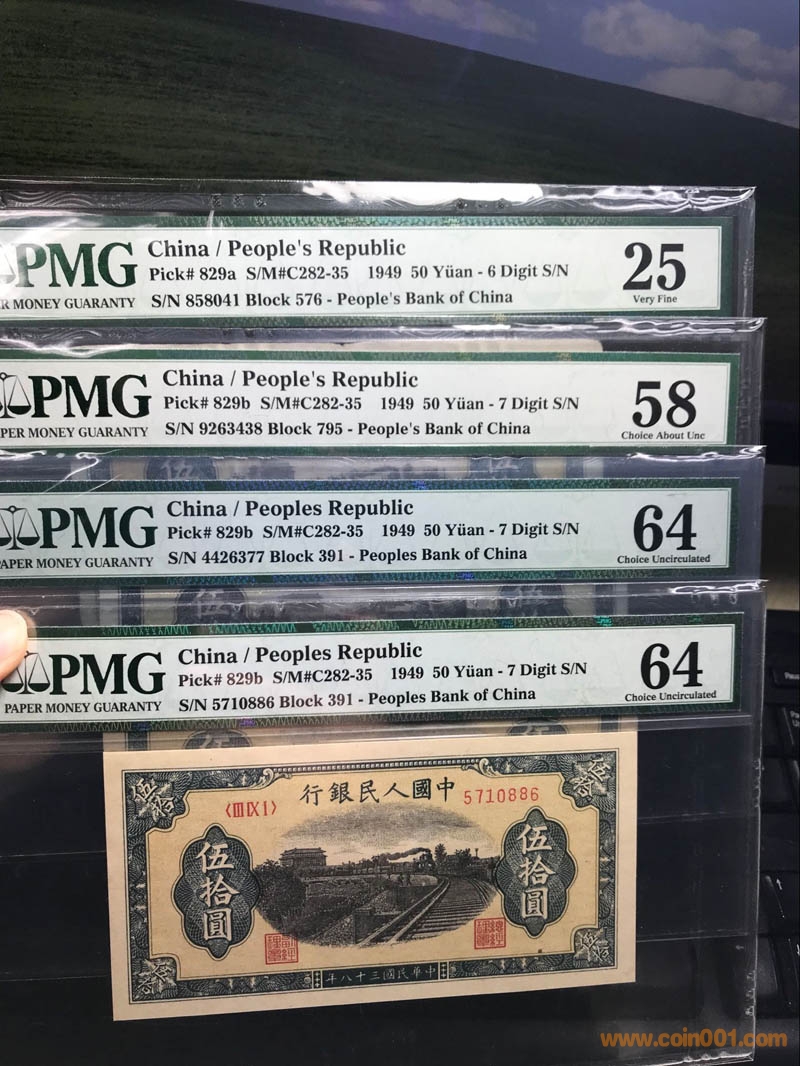 PMG
R MONEY GUARANTY
China / People's Republic
Pick# 829a S/M#C282-35 1949 50 Yüan - 6 Digit S/N
S/N 858041 Block 576 - People's Bank of China
25
Very Fine
PMG
PER MONEY GUARANTY
China / People's Republic
Pick# 829b S/M#C282-35 1949 50 Yüan - 7 Digit S/N
S/N 9263438 Block 795 - People's Bank of China
58
Choice About Unc
PMG
PAPER MONEY GUARANTY
China / Peoples Republic
Pick# 829b S/M#C282-35 1949 50 Yüan - 7 Digit S/N
S/N 4426377 Block 391 - Peoples Bank of China
64
Choice Uncirculated
PMG
PAPER MONEY GUARANTY
China / Peoples Republic
Pick# 829b S/M#C282-35 1949 50 Yüan - 7 Digit S/N
S/N 5710886 Block 391 - Peoples Bank of China
64
Choice Uncirculated
行銀民人國中
〈III IX I〉 5710886
伍拾圓
伍拾圓
年八十三國民華中
www.coin001.com